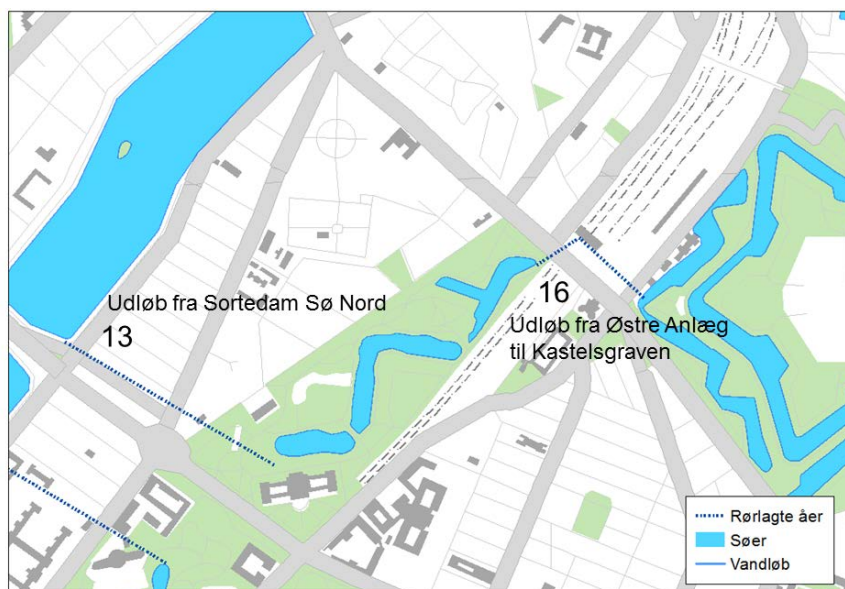 Udløb fra Sortedam Sø Nord
13
16
Udløb fra Østre Anlæg
til Kastelsgraven
Rørlagte åer
Søer
Vandløb